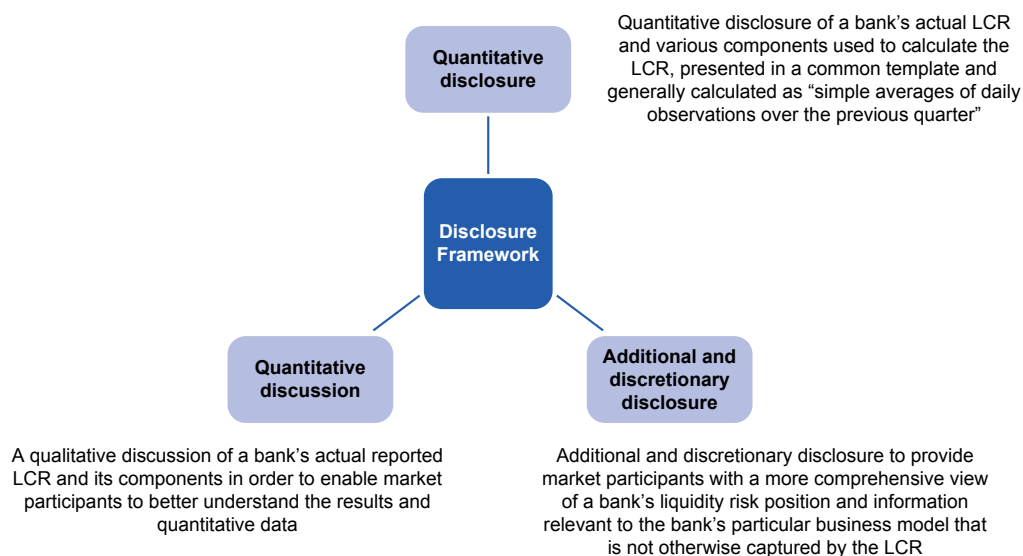 Quantitative
disclosure
Quantitative disclosure of a bank’s actual LCR
and various components used to calculate the
LCR, presented in a common template and
generally calculated as “simple averages of daily
observations over the previous quarter”
Disclosure
Framework
Quantitative
discussion
A qualitative discussion of a bank’s actual reported
LCR and its components in order to enable market
participants to better understand the results and
quantitative data
Additional and
discretionary
disclosure
Additional and discretionary disclosure to provide
market participants with a more comprehensive view
of a bank’s liquidity risk position and information
relevant to the bank’s particular business model that
is not otherwise captured by the LCR